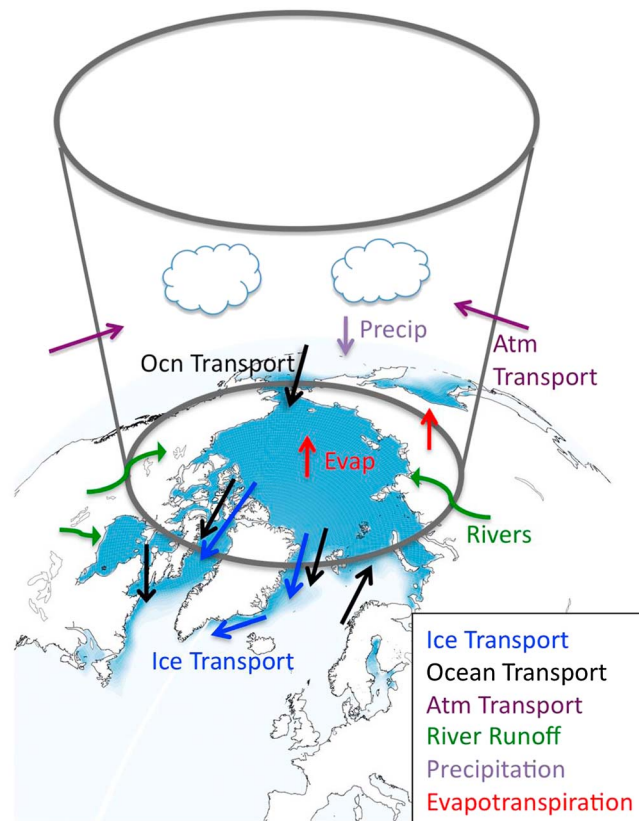 Precip
Ocn Transport
Atm
Transport
Evap
Rivers
Ice Transport
Ice Transport
Ocean Transport
Atm Transport
River Runoff
Precipitation
Evapotranspiration